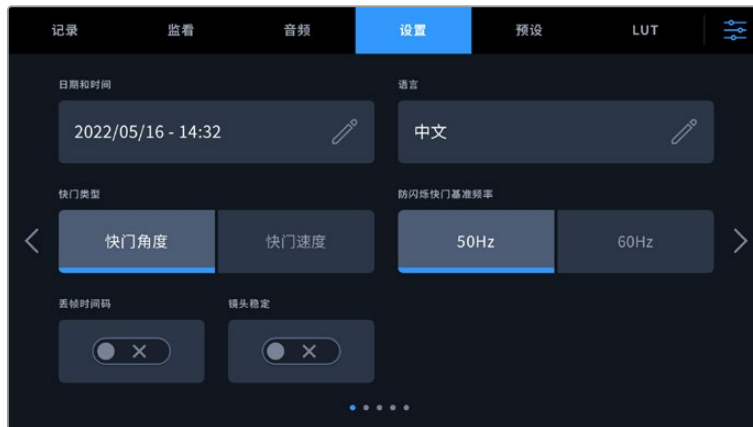 记录 监看 音频 设置 预设 LUT
日期和时间 语言
2022/05/16 - 14:32 中文
快门类型 防闪烁快门基准频率
快门角度 快门速度 50Hz 60Hz
丢帧时间码 镜头稳定